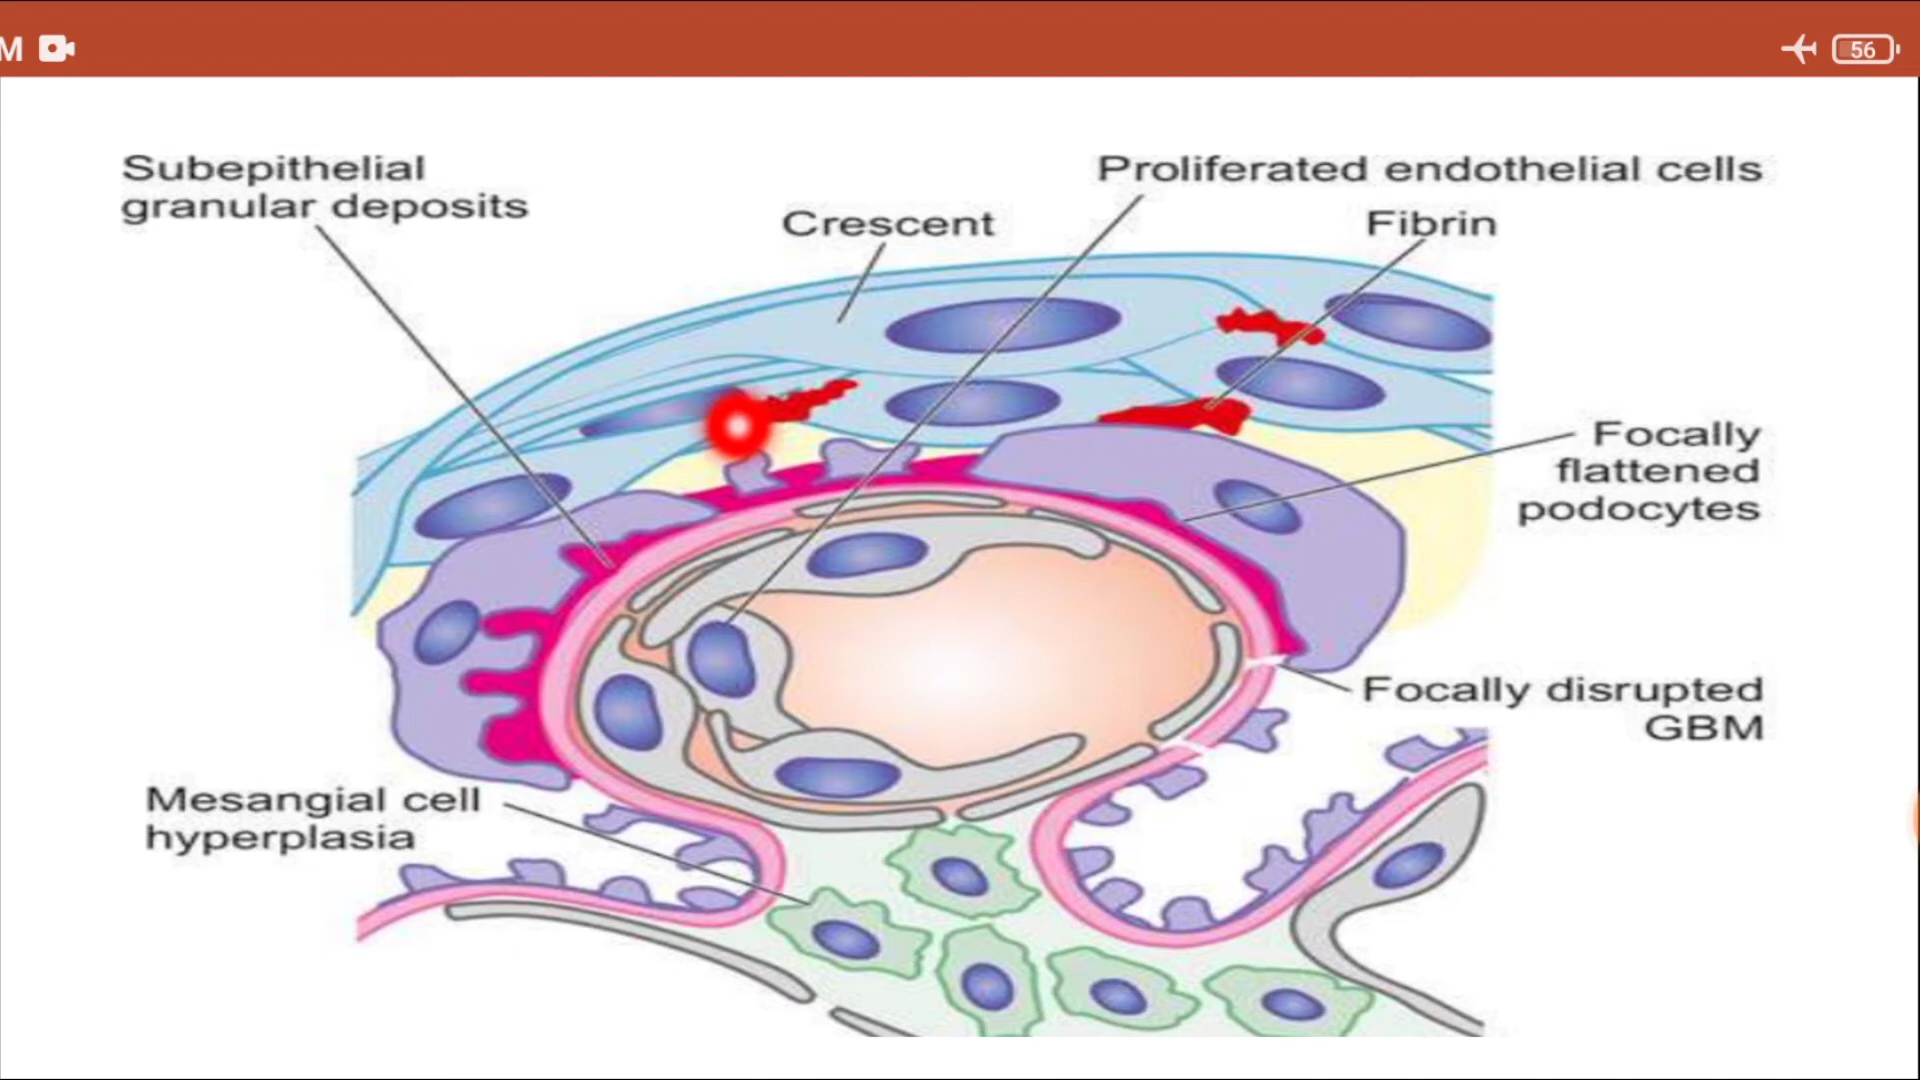 M
56
Subepithelial
granular deposits
Crescent
Proliferated endothelial cells
Fibrin
Focally
flattened
podocytes
Focally disrupted
GBM
Mesangial cell
hyperplasia